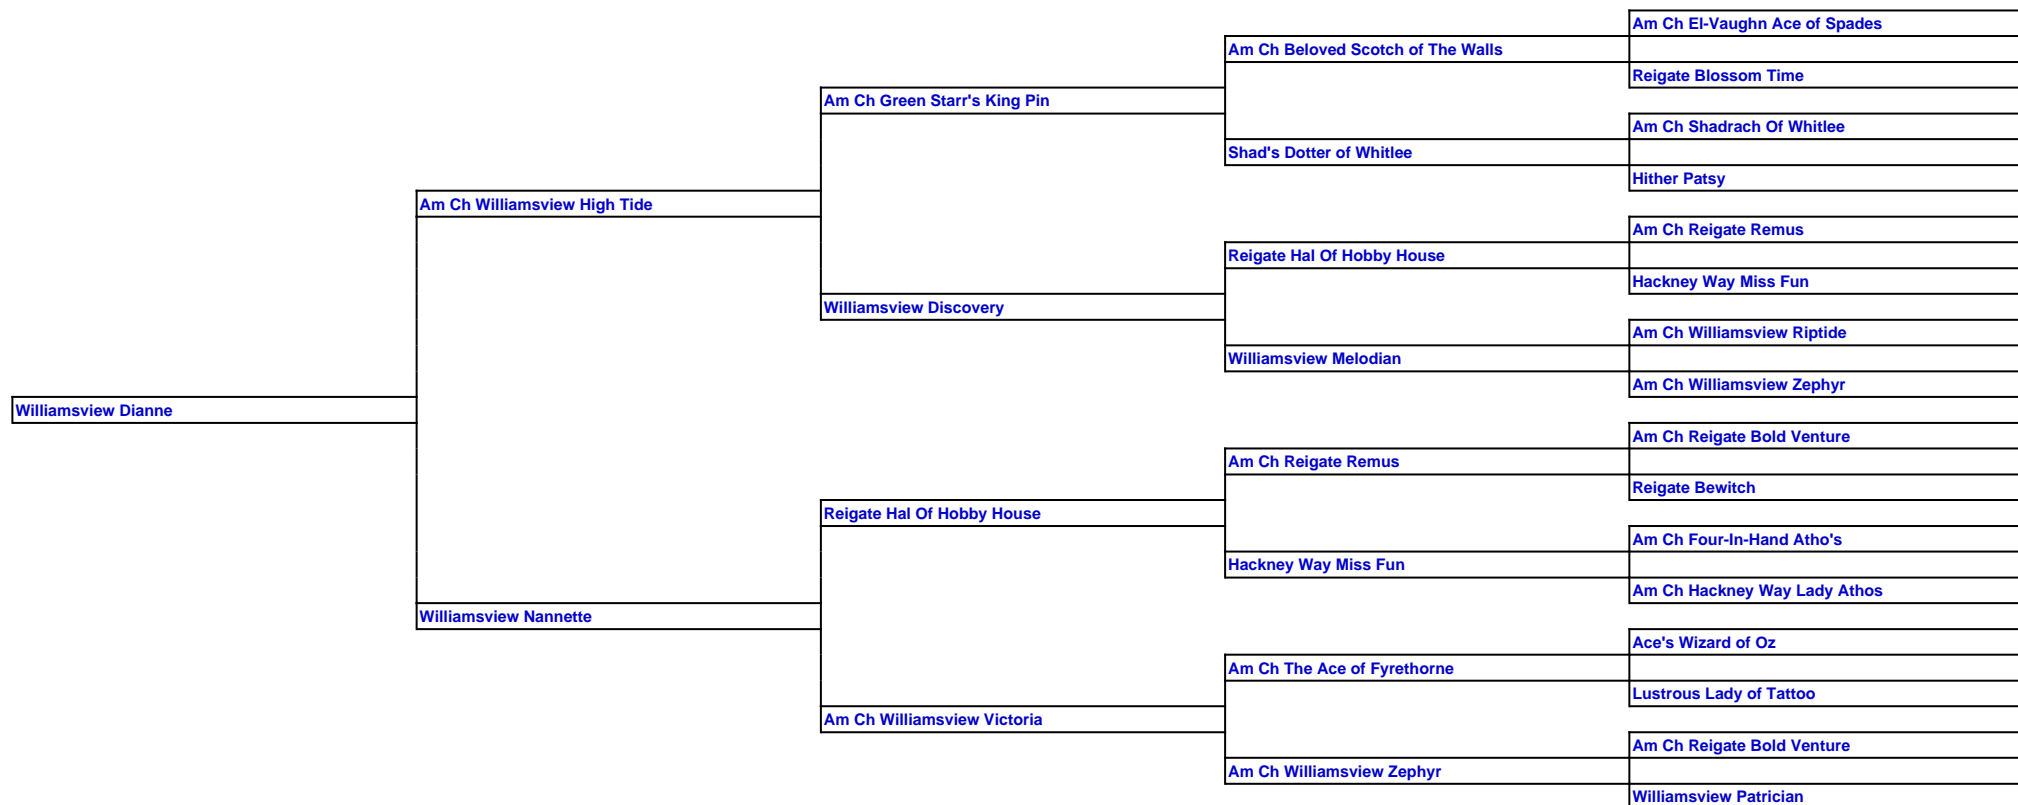 Am Ch El-Vaughn Ace of Spades
Am Ch Beloved Scotch of The Walls
Reigate Blossom Time
Am Ch Green Starr's King Pin
Am Ch Shadrach Of Whitlee
Shad's Dotter of Whitlee
Hither Patsy
Am Ch Williamsview High Tide
Am Ch Reigate Remus
Reigate Hal Of Hobby House
Hackney Way Miss Fun
Williamsview Discovery
Am Ch Williamsview Riptide
Williamsview Melodian
Am Ch Williamsview Zephyr
Williamsview Dianne
Am Ch Reigate Bold Venture
Am Ch Reigate Remus
Reigate Bewitch
Reigate Hal Of Hobby House
Am Ch Four-In-Hand Atho's
Hackney Way Miss Fun
Am Ch Hackney Way Lady Athos
Williamsview Nannette
Ace's Wizard of Oz
Am Ch The Ace of Fyrethorne
Lustrous Lady of Tattoo
Am Ch Williamsview Victoria
Am Ch Reigate Bold Venture
Am Ch Williamsview Zephyr
Williamsview Patrician